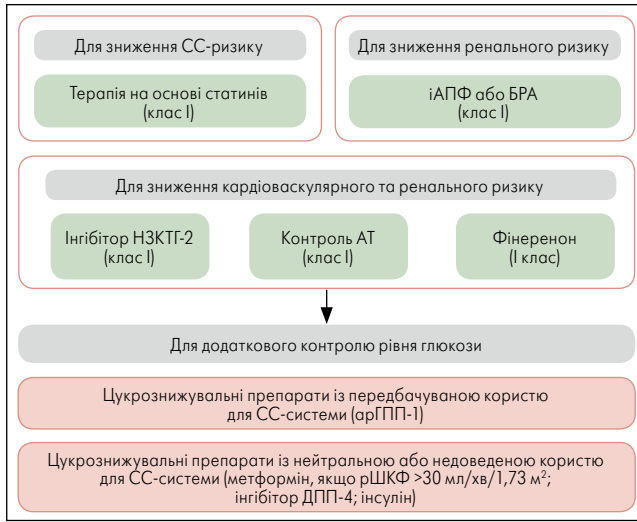 Для зниження СС-ризику
Терапія на основі статинів
(клас I)
Для зниження ренального ризику
іАПФ або БРА
(клас I)
Для зниження кардіоваскулярного та ренального ризику
Інгібітор НЗКТГ-2
(клас I)
Контроль АТ
(клас I)
Фінеренон
(I клас)
Для додаткового контролю рівня глюкози
Цукрознижувальні препарати із передбачуваною користю
для СС-системи (арГПП-1)
Цукрознижувальні препарати із нейтральною або недоведеною користю
для СС-системи (метформін, якщо рШКФ >30 мл/хв/1,73 м²;
інгібітор ДПП-4; інсулін)